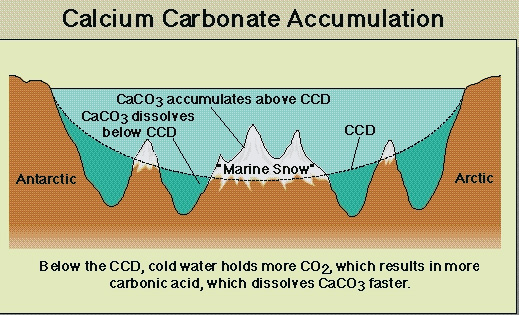 Calcium Carbonate Accumulation
CaCO3 accumulates above CCD
CaCO3 dissolves
below CCD
CCD
"Marine Snow"
Antarctic
Arctic
Below the CCD, cold water holds more CO2, which results in more
carbonic acid, which dissolves CaCO3 faster.